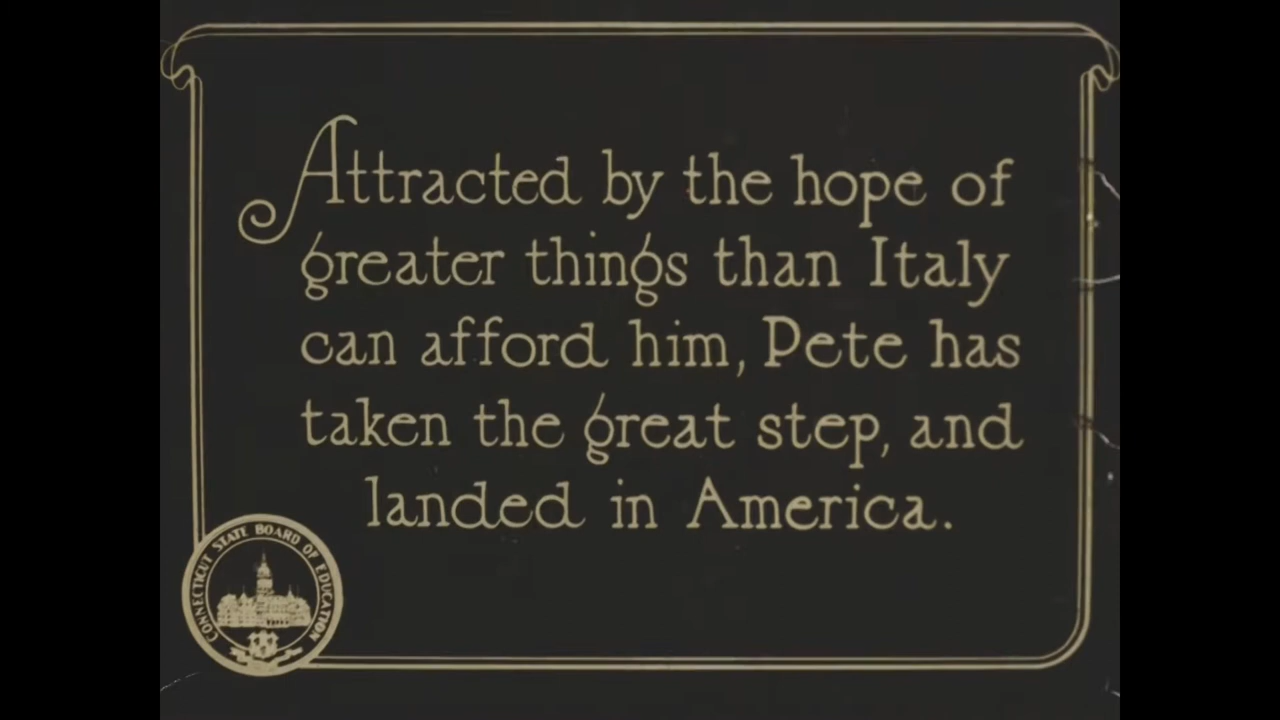 Attracted by the hope of
greater things than Italy
can afford him, Pete has
taken the great step, and
landed in America.
CONNECTICUT STATE BOARD OF EDUCATION